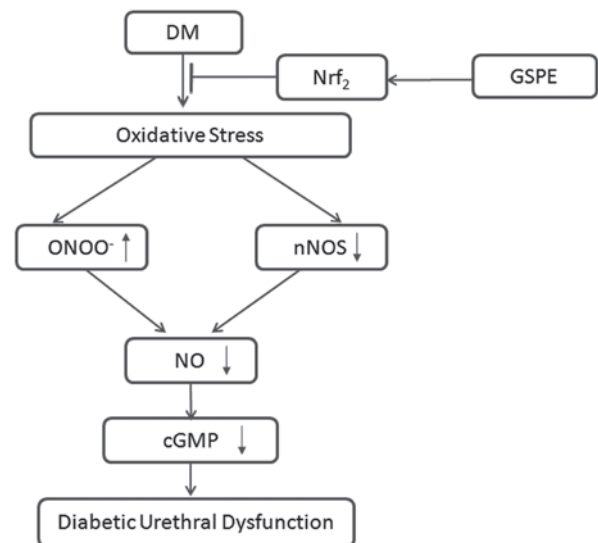 DM
Nrf₂
GSPE
Oxidative Stress
ONOO⁻ ↑
nNOS ↓
NO ↓
cGMP ↓
Diabetic Urethral Dysfunction